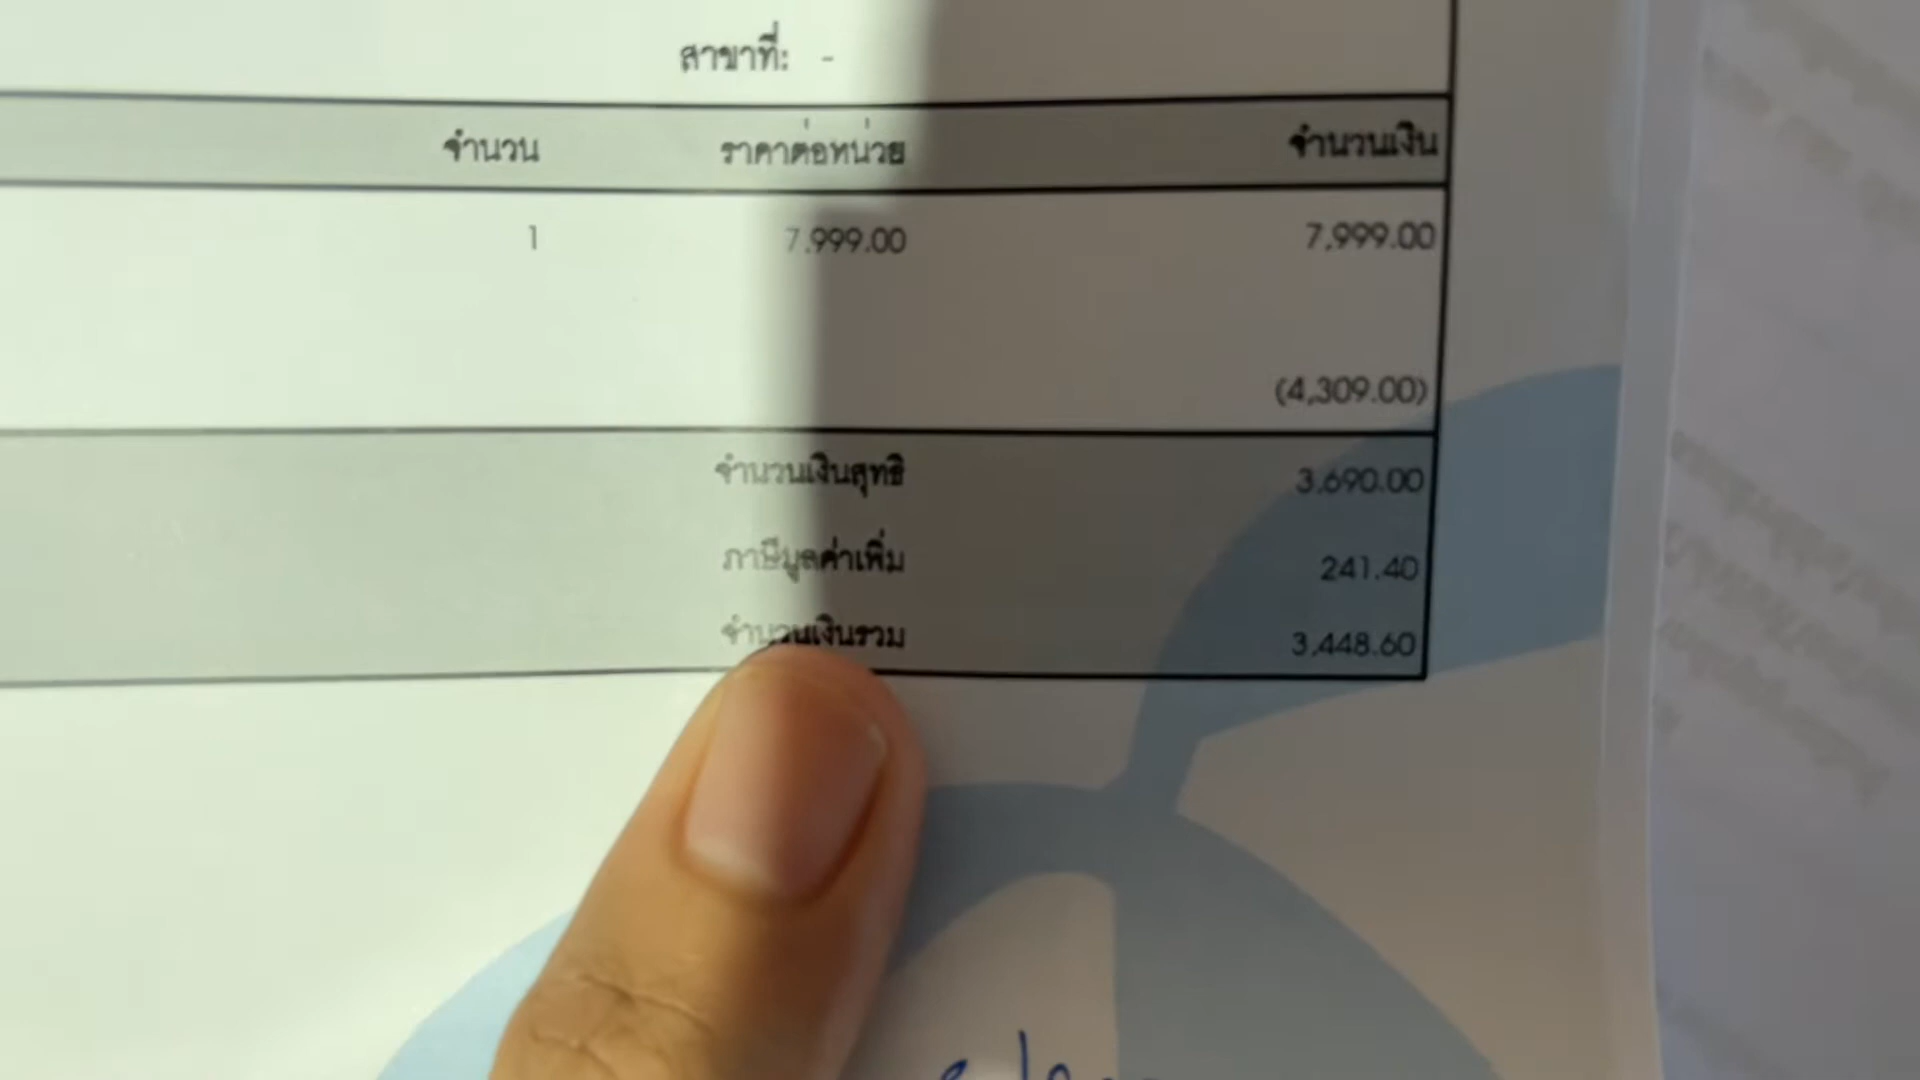 สาขาที่: -
จำนวน ราคาต่อหน่วย จำนวนเงิน
1 7,999.00 7,999.00
(4,309.00)
จำนวนเงินสุทธิ 3,690.00
ภาษีมูลค่าเพิ่ม 241.40
จำนวนเงินรวม 3,448.60